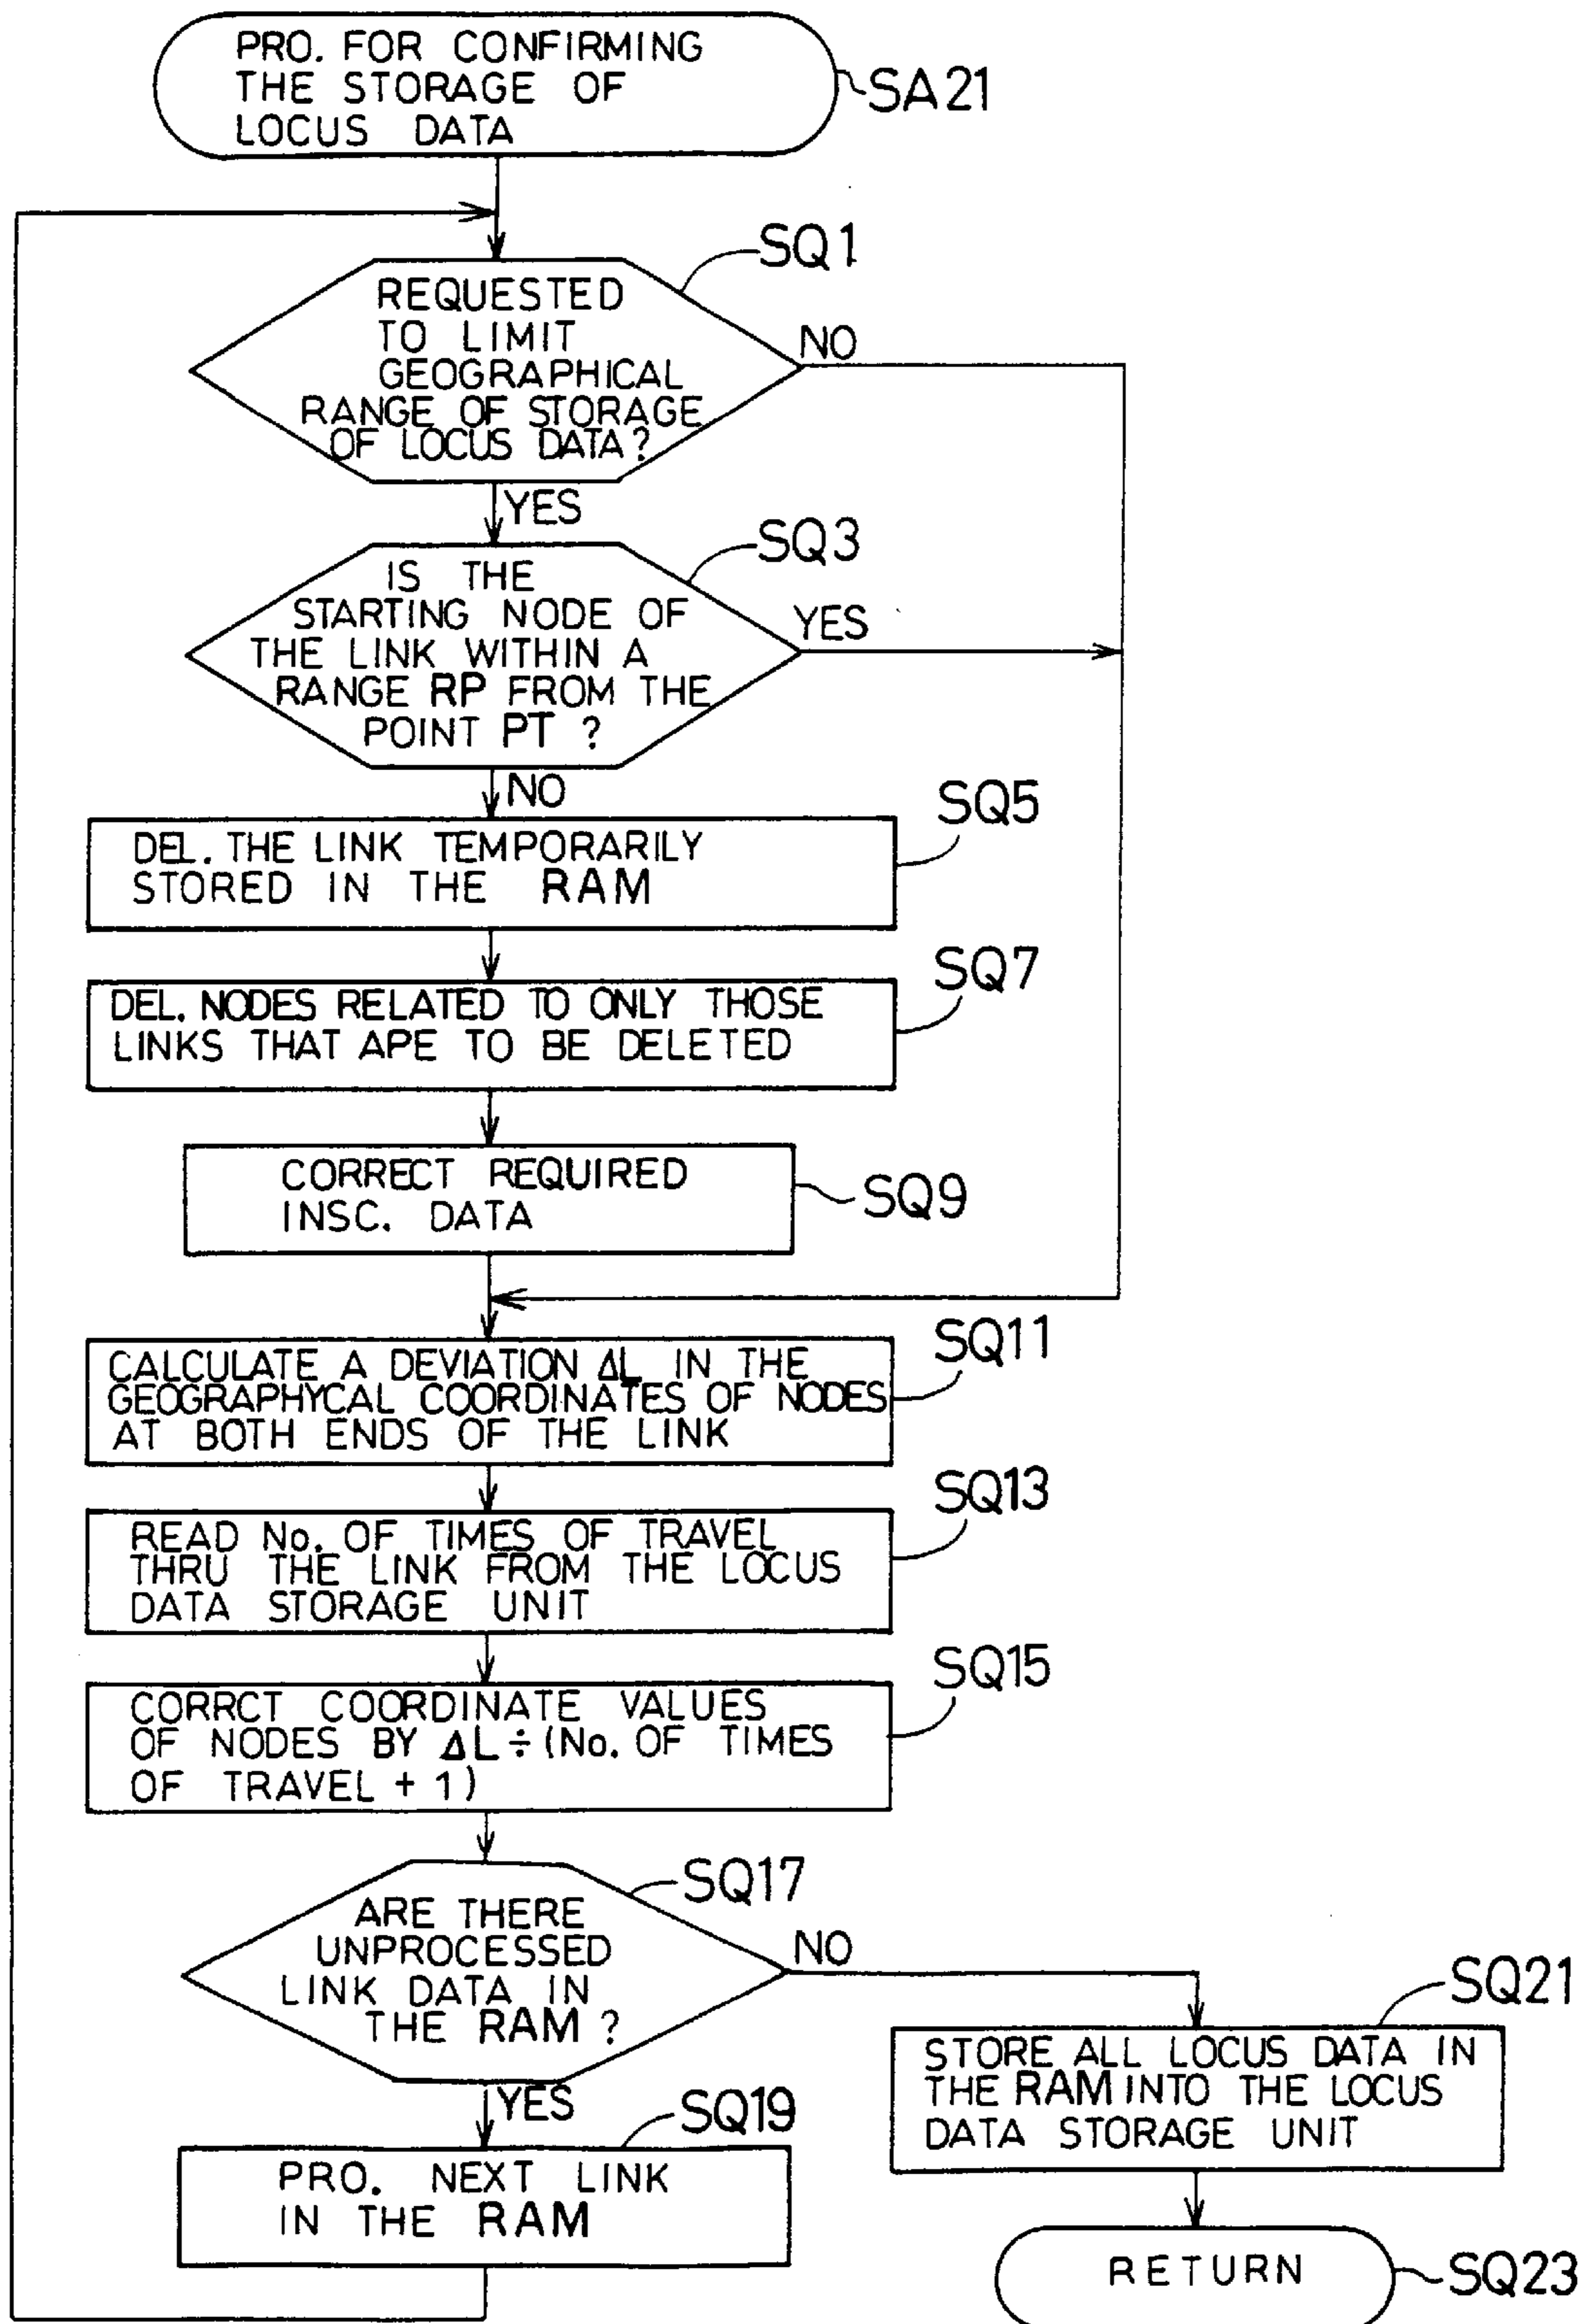 PRO. FOR CONFIRMING
THE STORAGE OF
LOCUS DATA
SA21
SQ1
REQUESTED
TO LIMIT
GEOGRAPHICAL
RANGE OF STORAGE
OF LOCUS DATA?
NO
YES
SQ3
IS THE
STARTING NODE OF
THE LINK WITHIN A
RANGE RP FROM THE
POINT PT ?
YES
NO
SQ5
DEL. THE LINK TEMPORARILY
STORED IN THE RAM
SQ7
DEL. NODES RELATED TO ONLY THOSE
LINKS THAT APE TO BE DELETED
CORRECT REQUIRED
INSC. DATA
SQ9
SQ11
CALCULATE A DEVIATION ΔL IN THE
GEOGRAPHYCAL COORDINATES OF NODES
AT BOTH ENDS OF THE LINK
SQ13
READ No. OF TIMES OF TRAVEL
THRU THE LINK FROM THE LOCUS
DATA STORAGE UNIT
SQ15
CORRCT COORDINATE VALUES
OF NODES BY ΔL÷(No. OF TIMES
OF TRAVEL + 1)
SQ17
ARE THERE
UNPROCESSED
LINK DATA IN
THE RAM ?
NO
YES
SQ19
PRO. NEXT LINK
IN THE RAM
SQ21
STORE ALL LOCUS DATA IN
THE RAM INTO THE LOCUS
DATA STORAGE UNIT
RETURN
SQ23